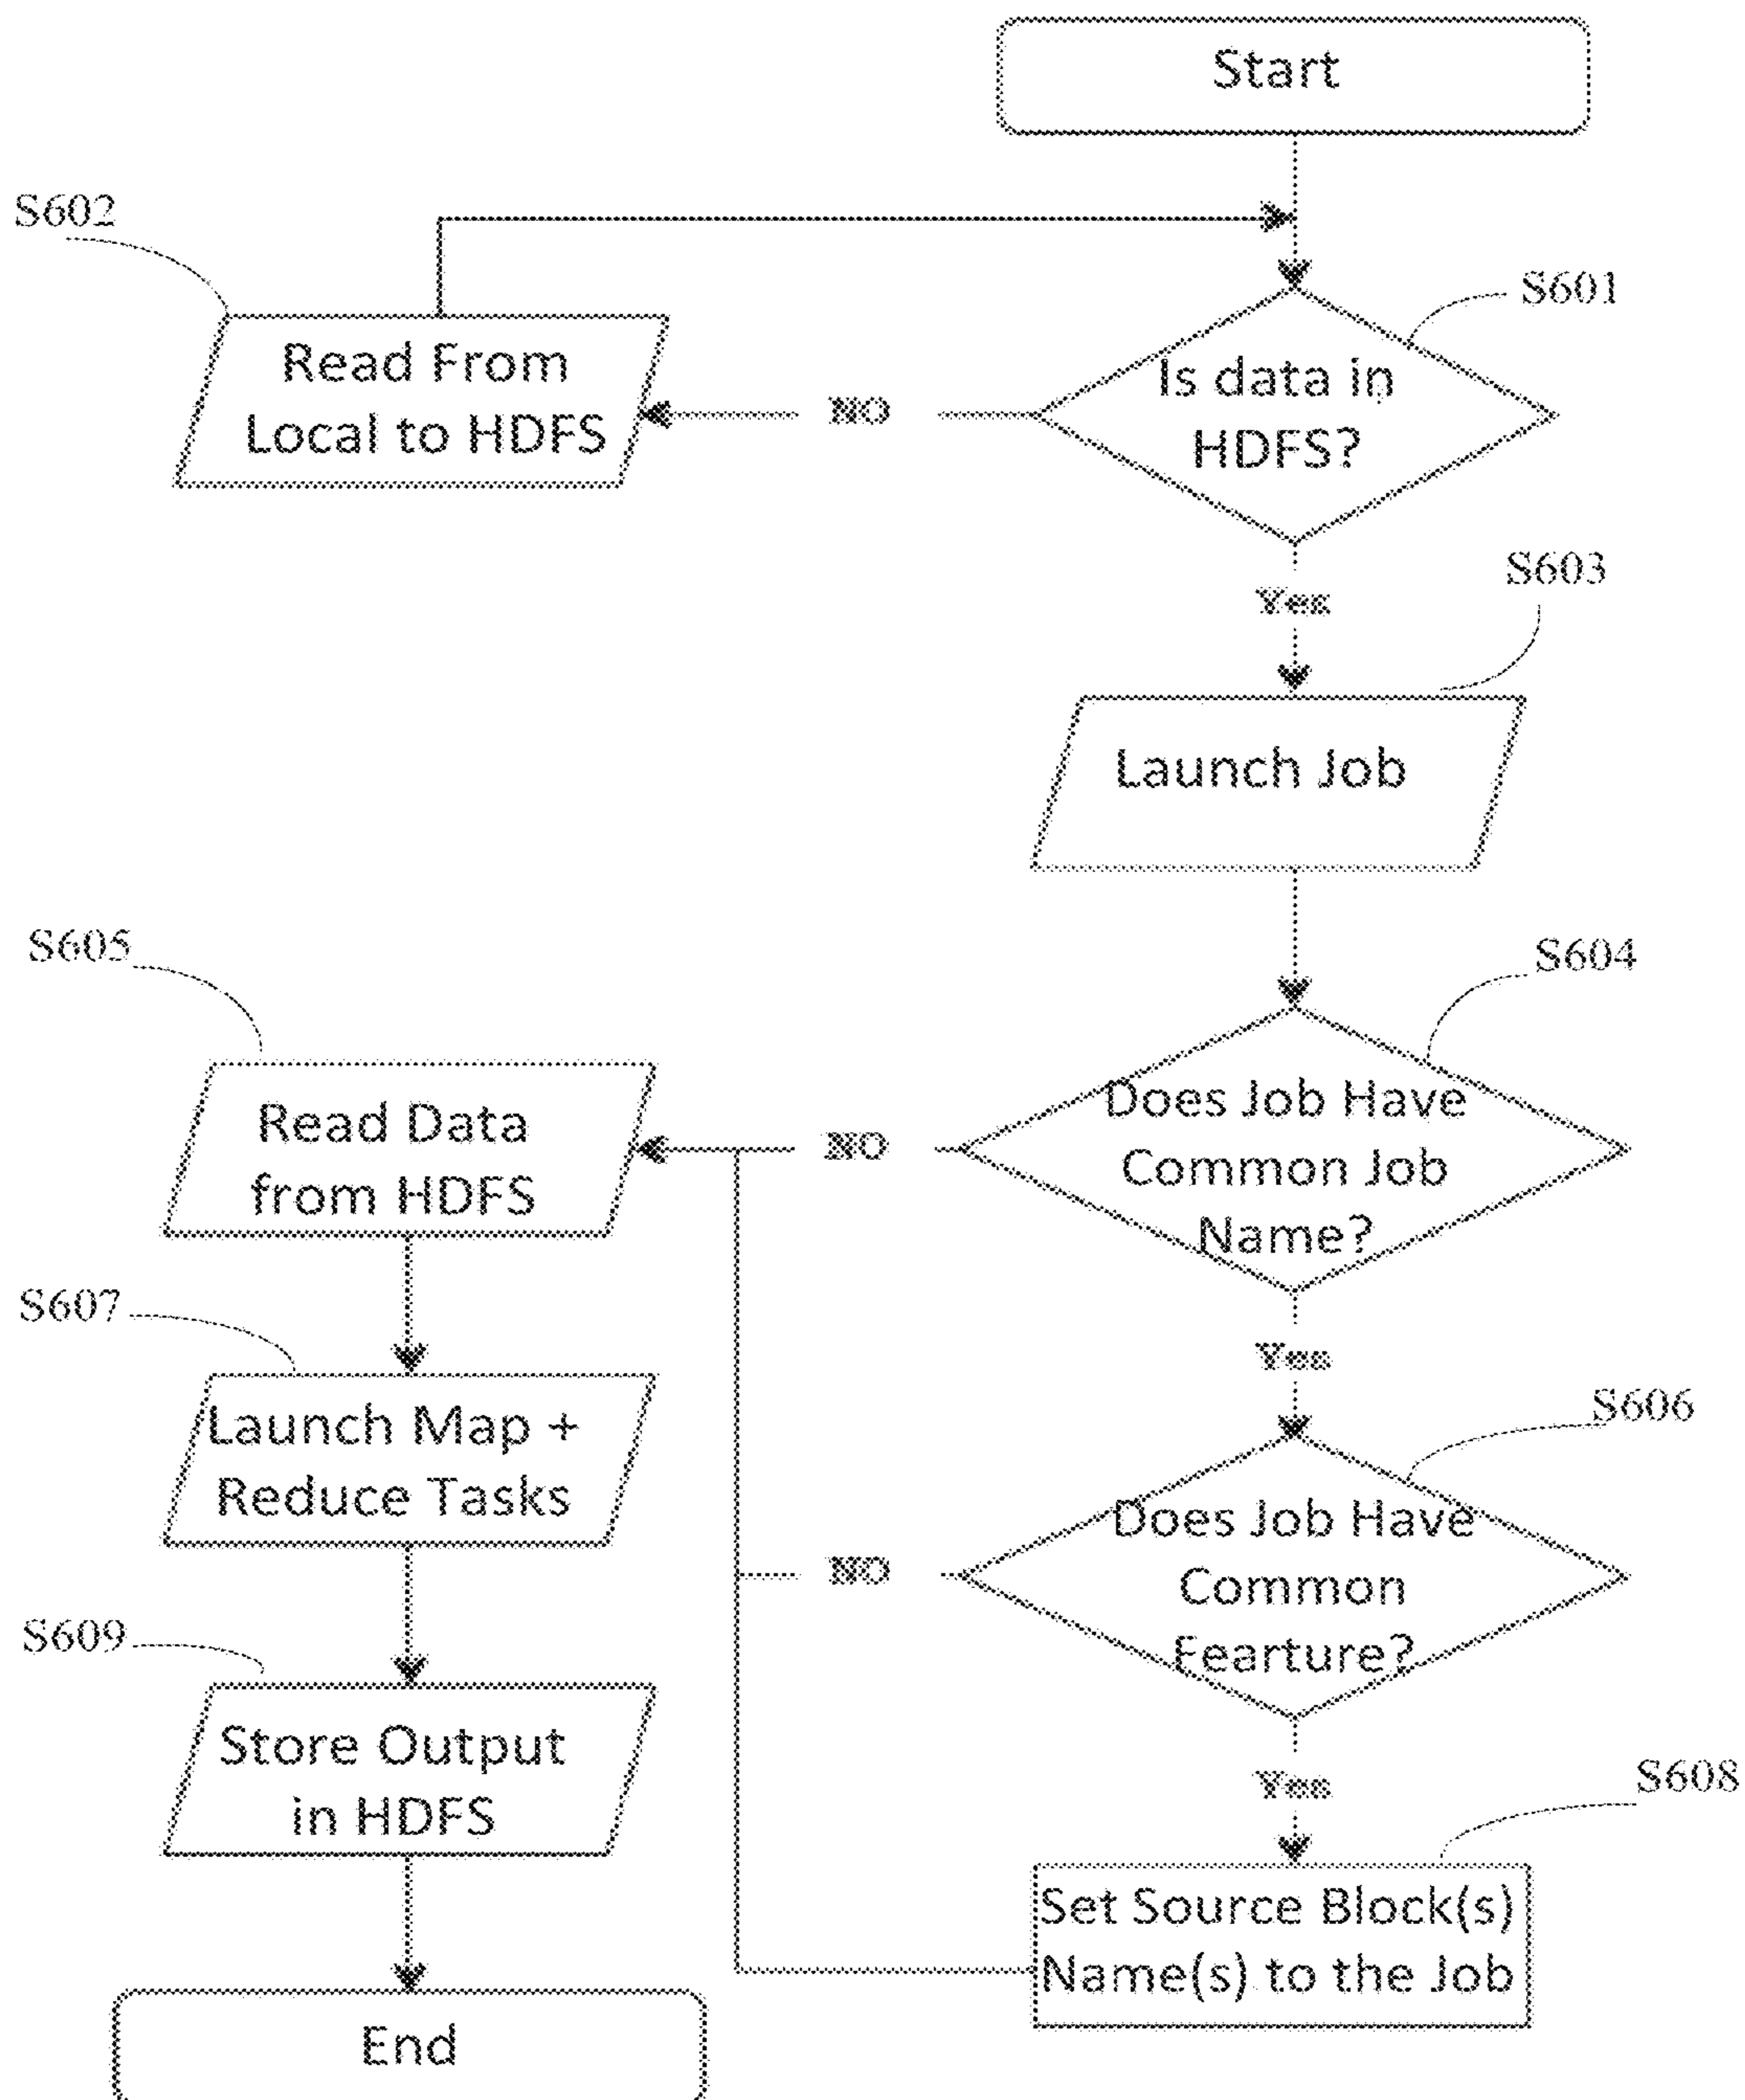 Start
S602
S601
Read From
Local to HDFS
NO
Is data in
HDFS?
Yes
S603
Launch Job
S605
S604
Read Data
from HDFS
NO
Does Job Have
Common Job
Name?
S607
Yes
Launch Map +
Reduce Tasks
S606
NO
Does Job Have
Common
Fearture?
S609
Store Output
in HDFS
Yes
S608
Set Source Block(s)
Name(s) to the Job
End